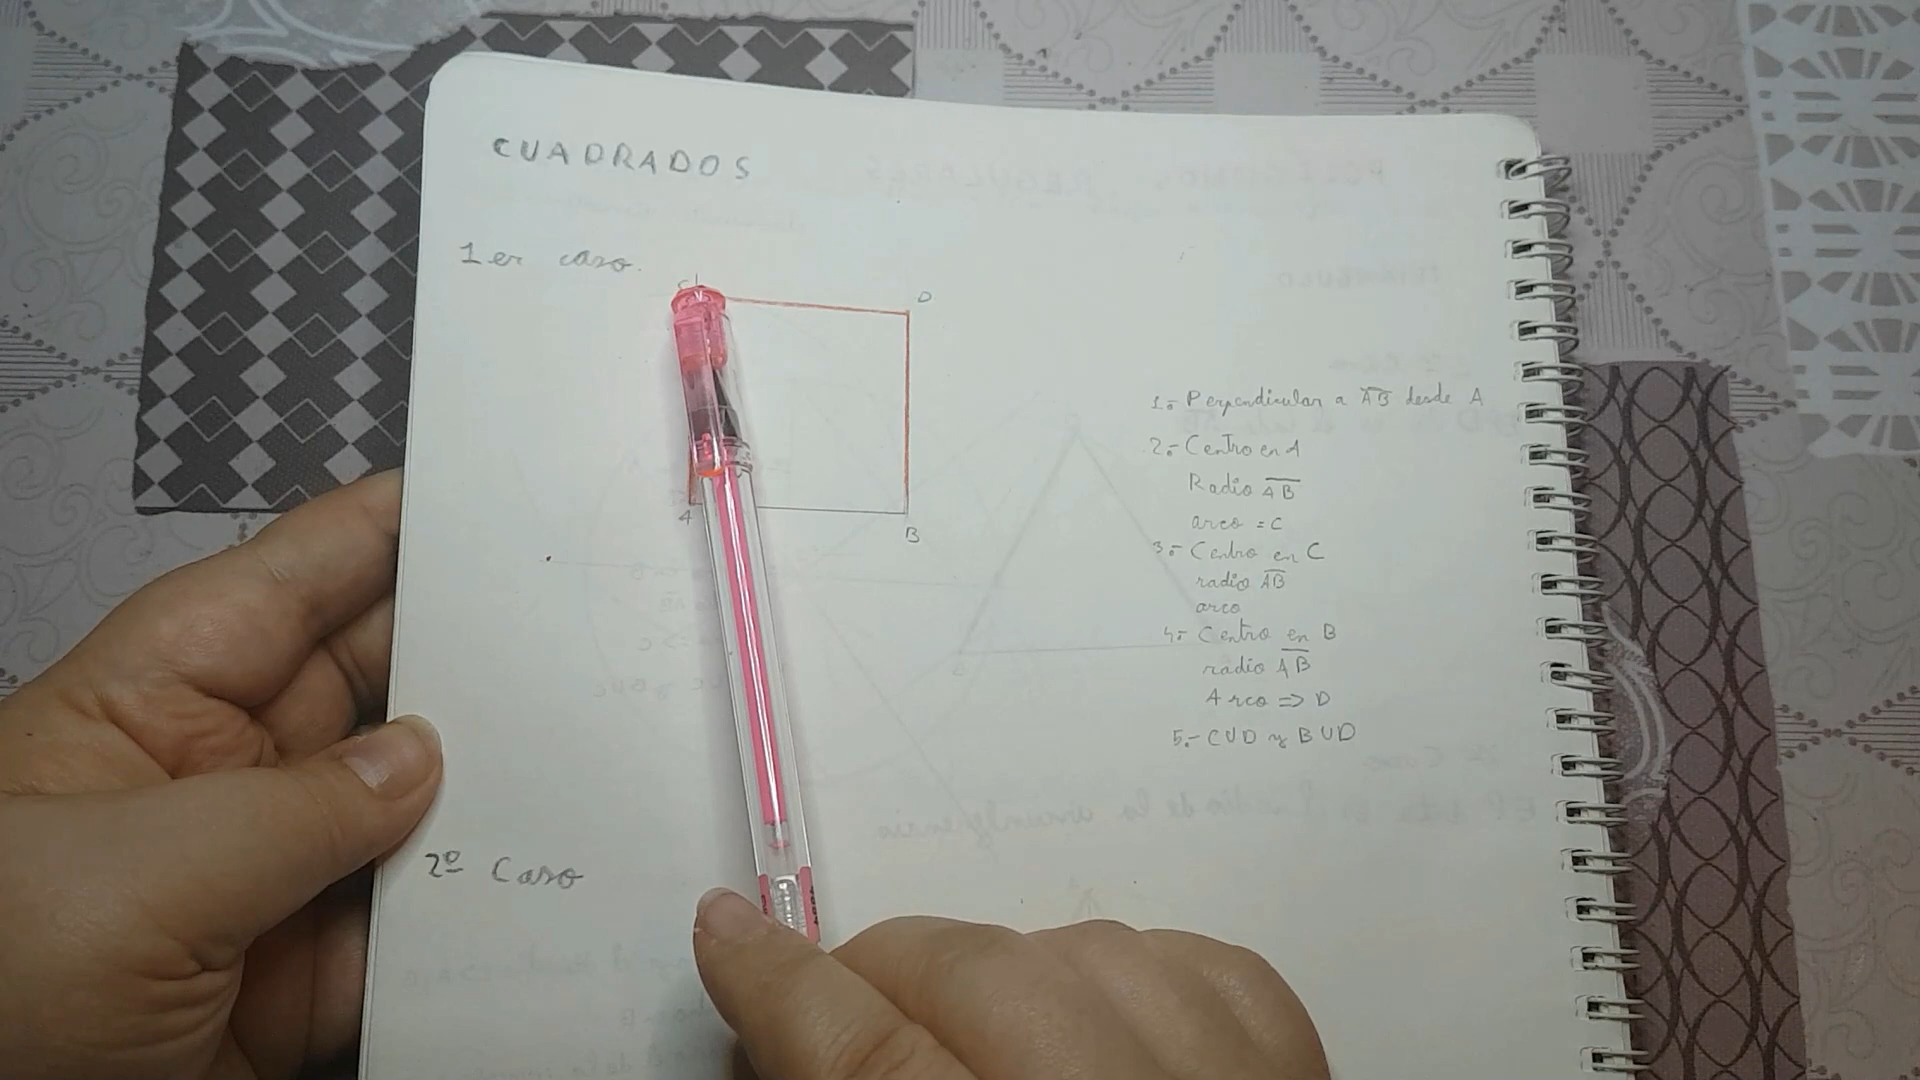 CUADRADOS
1er caso.
C
D
A
B
1.- Perpendicular a AB desde A
2.- Centro en A
Radio AB
arco = C
3.- Centro en C
radio AB
arco
4.- Centro en B
radio AB
Arco => D
5.- CUD y BUD
2º Caso